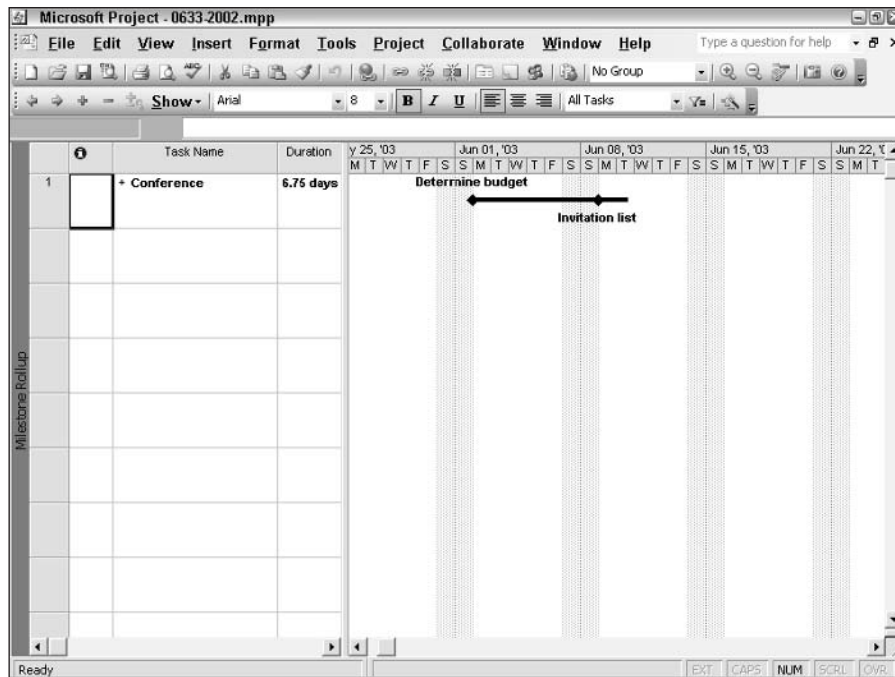 Microsoft Project - 0633-2002.mpp
File Edit View Insert Format Tools Project Collaborate Window Help Type a question for help
No Group
Show Arial 8 B I U All Tasks
Task Name Duration
y 25, '03 Jun 01, '03 Jun 08, '03 Jun 15, '03 Jun 22, '0
M T W T F S S M T W T F S S M T W T F S S M T W T F S S M T
1 + Conference 6.75 days
Determine budget
Invitation list
Milestone Rollup
Ready EXT CAPS NUM SCRL OVR